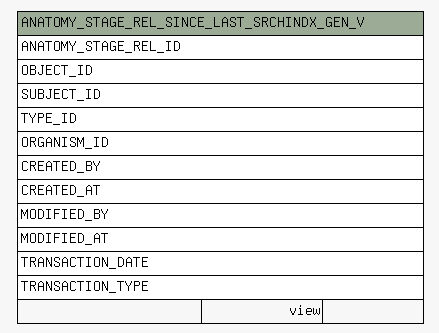 ANATOMY_STAGE_REL_SINCE_LAST_SRCHINDX_GEN_V
ANATOMY_STAGE_REL_ID
OBJECT_ID
SUBJECT_ID
TYPE_ID
ORGANISM_ID
CREATED_BY
CREATED_AT
MODIFIED_BY
MODIFIED_AT
TRANSACTION_DATE
TRANSACTION_TYPE
view